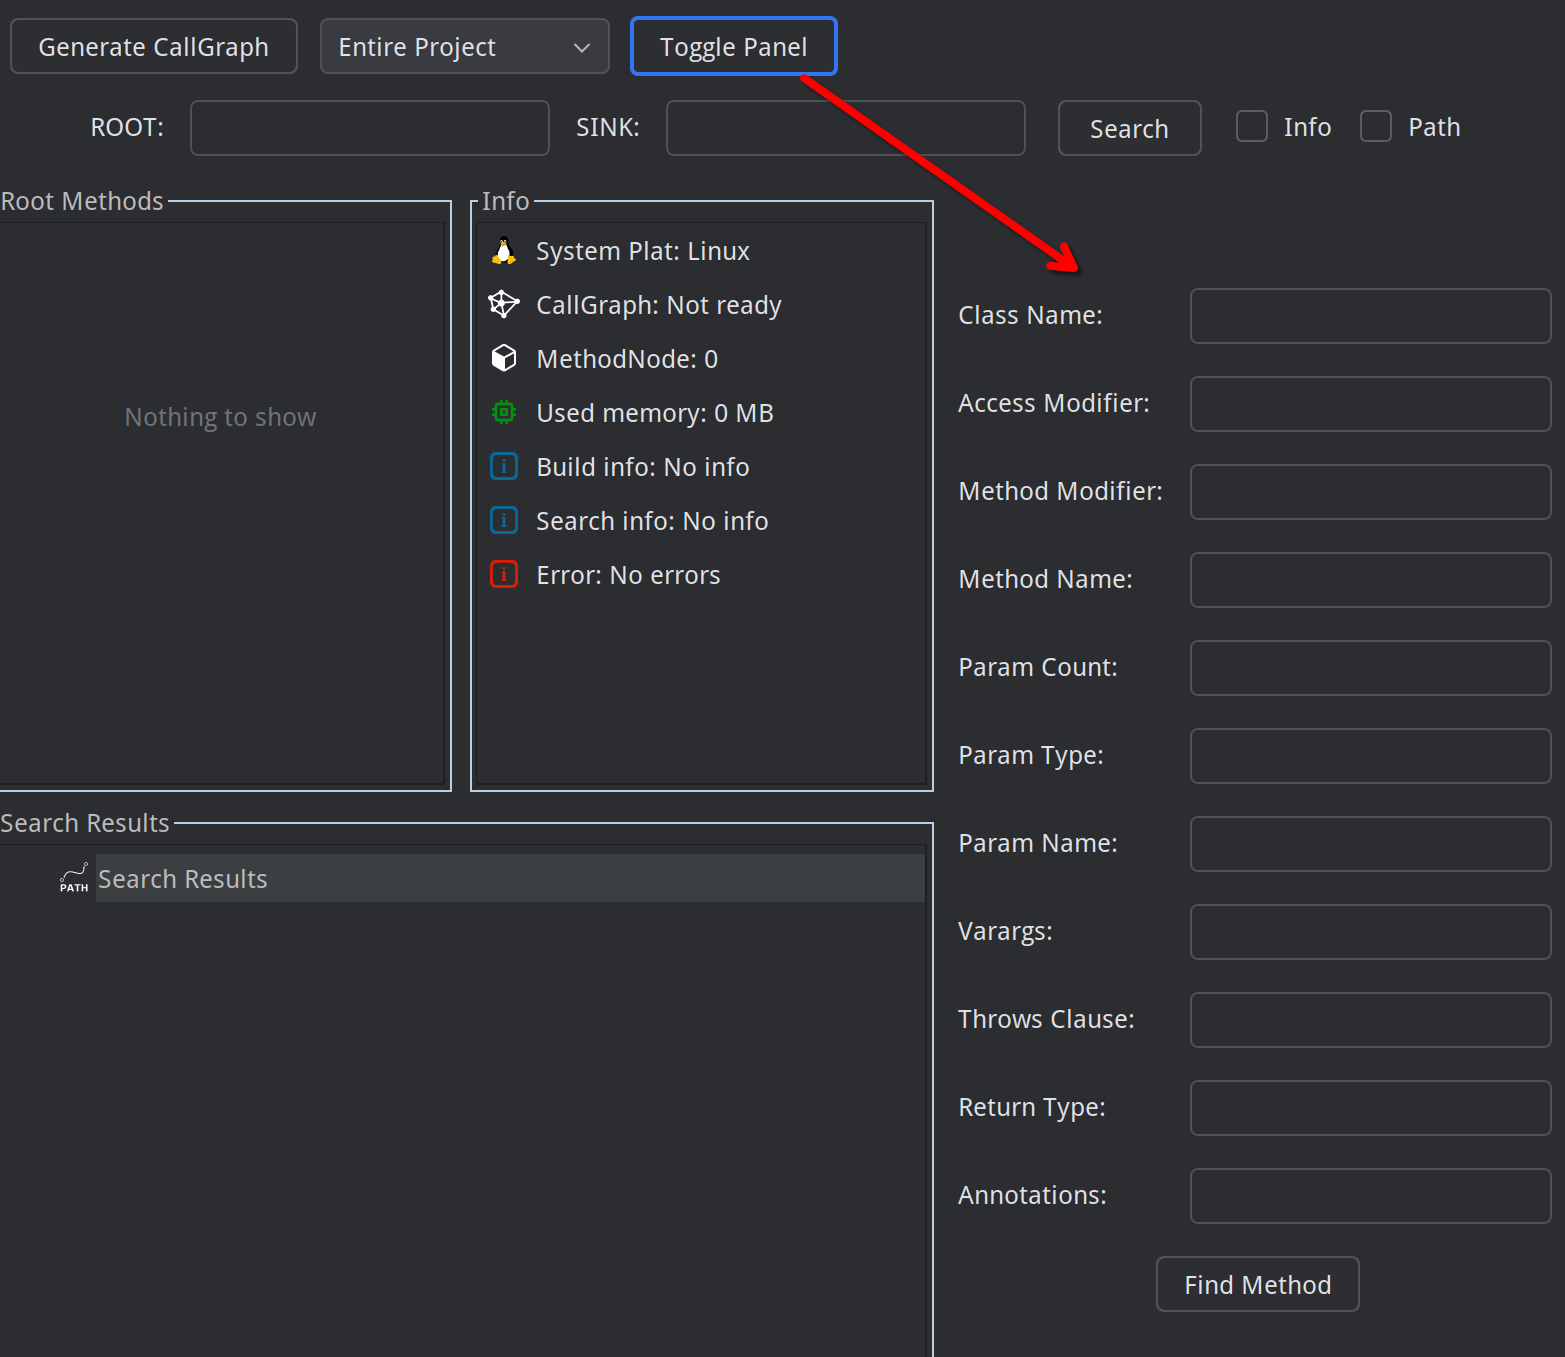 Generate CallGraph Entire Project Toggle Panel
ROOT: SINK: Search Info Path
Root Methods
Nothing to show
Info
System Plat: Linux
CallGraph: Not ready
MethodNode: 0
Used memory: 0 MB
Build info: No info
Search info: No info
Error: No errors
Search Results
PATH Search Results
Class Name:
Access Modifier:
Method Modifier:
Method Name:
Param Count:
Param Type:
Param Name:
Varargs:
Throws Clause:
Return Type:
Annotations:
Find Method